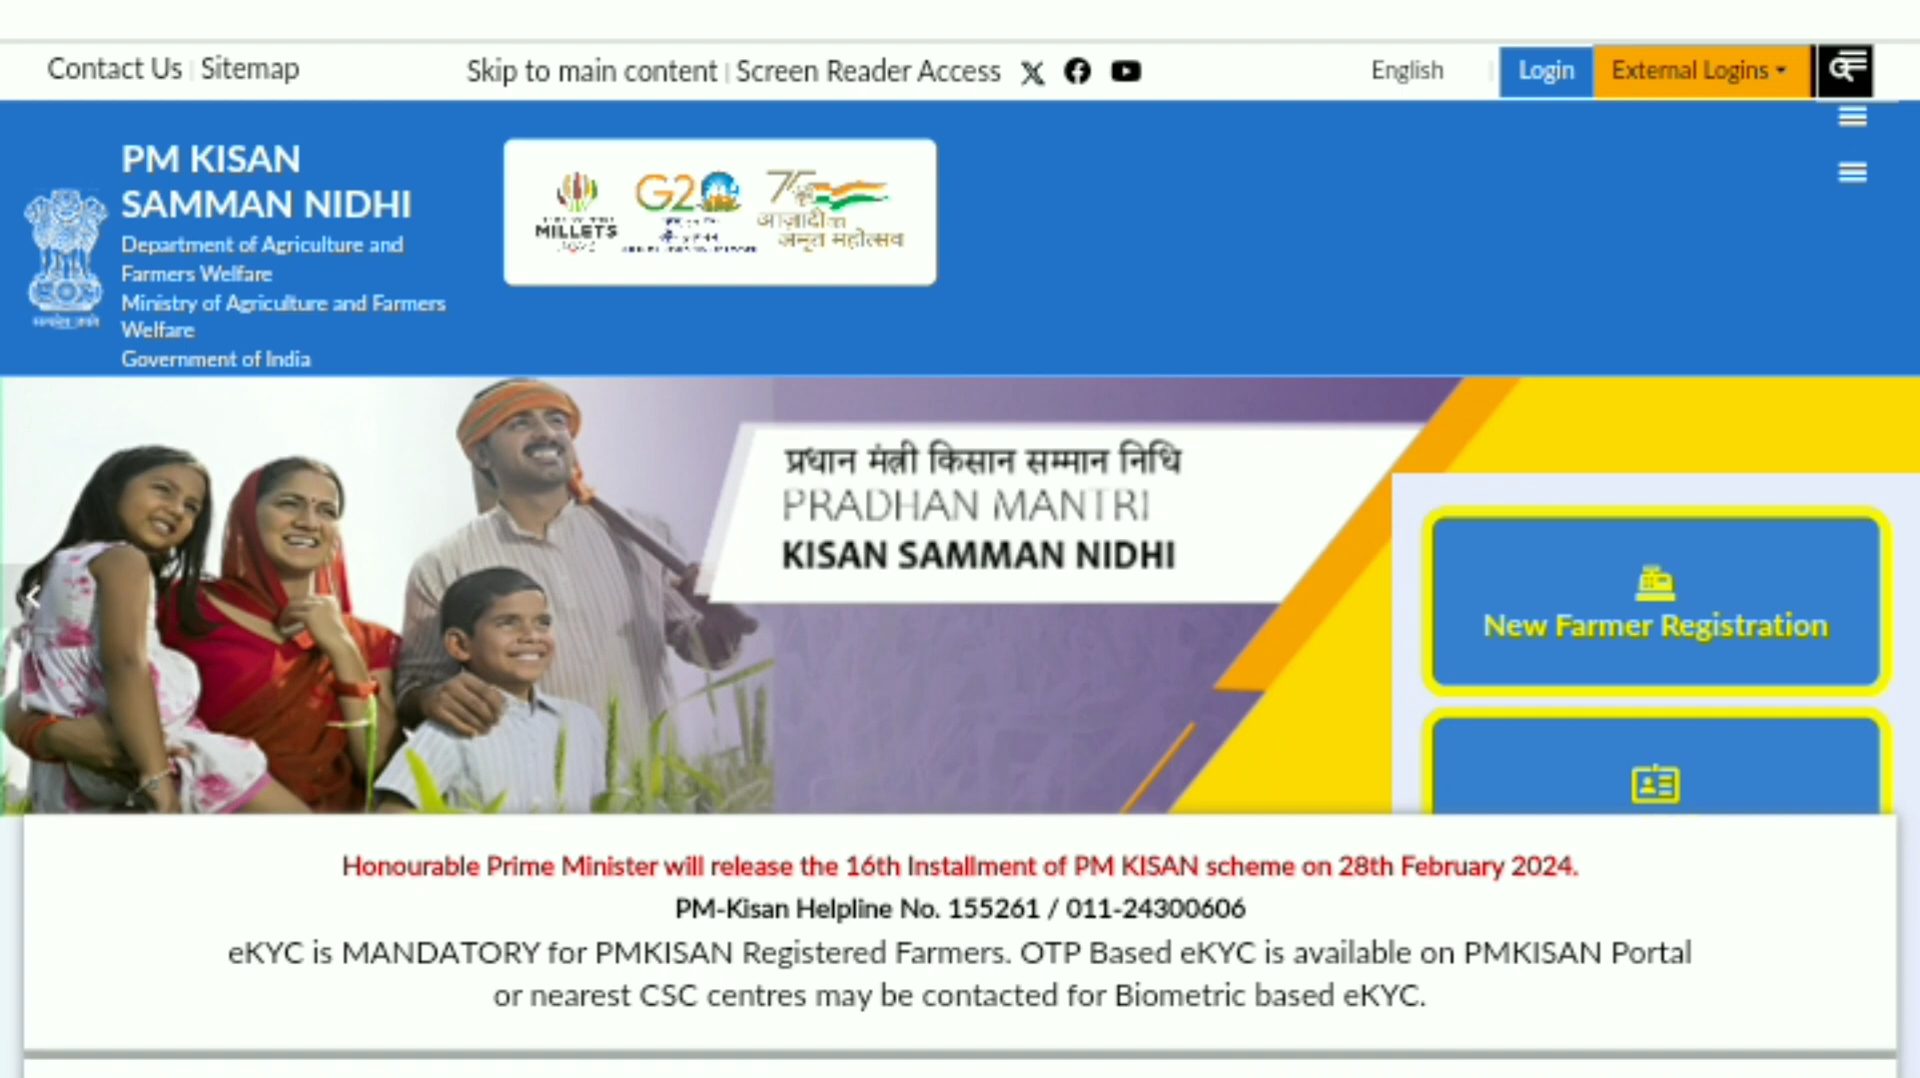 Contact Us Sitemap
Skip to main content Screen Reader Access
English Login External Logins
PM KISAN
SAMMAN NIDHI
Department of Agriculture and
Farmers Welfare
Ministry of Agriculture and Farmers
Welfare
Government of India
MILLETS
G20
75
आज़ादी का
अमृत महोत्सव
प्रधान मंत्री किसान सम्मान निधि
PRADHAN MANTRI
KISAN SAMMAN NIDHI
New Farmer Registration
Honourable Prime Minister will release the 16th Installment of PM KISAN scheme on 28th February 2024.
PM-Kisan Helpline No. 155261 / 011-24300606
eKYC is MANDATORY for PMKISAN Registered Farmers. OTP Based eKYC is available on PMKISAN Portal
or nearest CSC centres may be contacted for Biometric based eKYC.